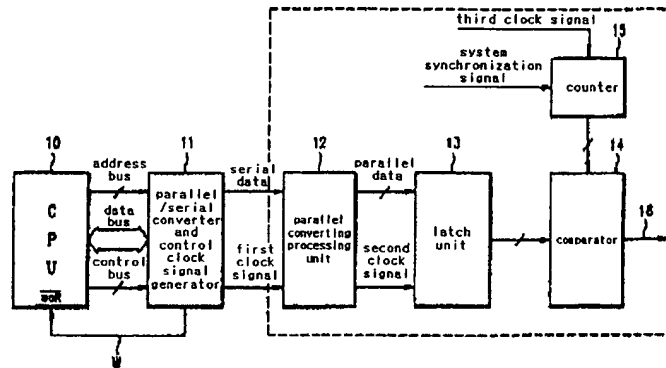 third clock signal
15
system
synchronization
signal
counter
10
11
12
13
14
address
bus
serial
data
parallel
data
C
P
U
data
bus
control
bus
parallel
/serial
converter
and
control
clock
signal
generator
first
clock
signal
parallel
converting
processing
unit
second
clock
signal
latch
unit
comparator
16
W